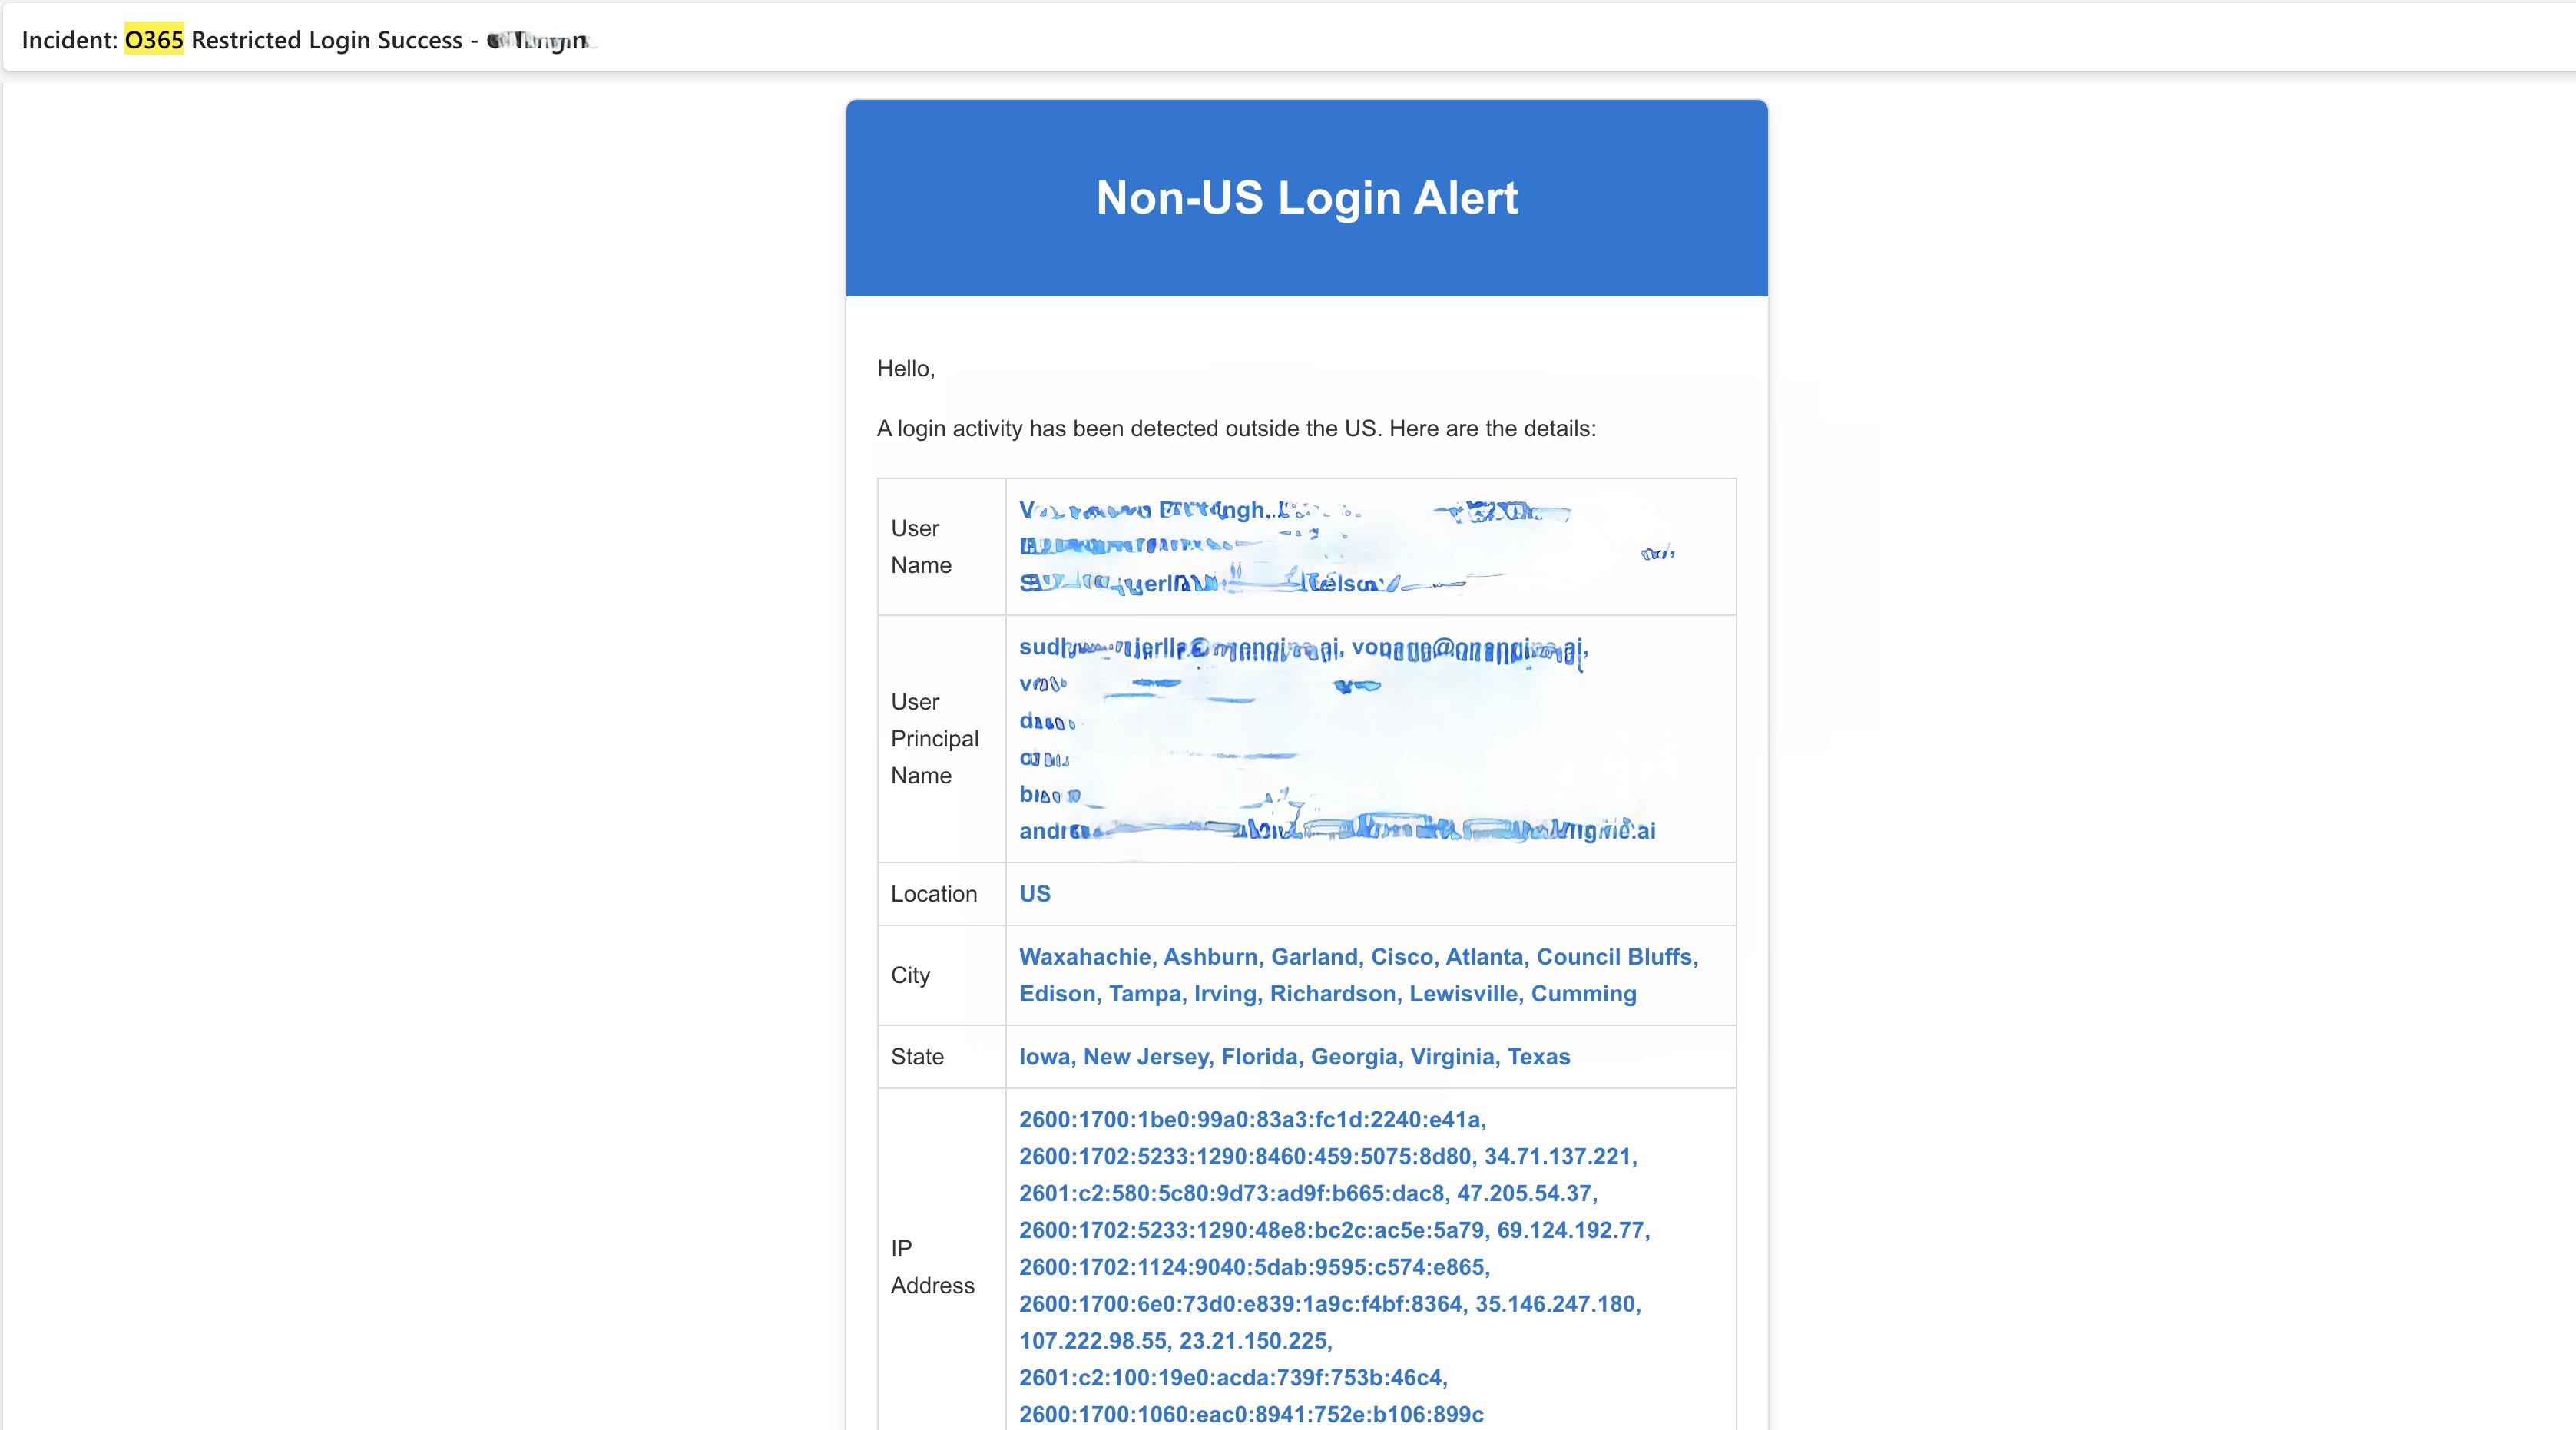 Incident: O365 Restricted Login Success -
Non-US Login Alert
Hello,
A login activity has been detected outside the US. Here are the details:
User
Name
User
Principal
Name
Location
US
City
Waxahachie, Ashburn, Garland, Cisco, Atlanta, Council Bluffs,
Edison, Tampa, Irving, Richardson, Lewisville, Cumming
State
Iowa, New Jersey, Florida, Georgia, Virginia, Texas
IP
Address
2600:1700:1be0:99a0:83a3:fc1d:2240:e41a,
2600:1702:5233:1290:8460:459:5075:8d80, 34.71.137.221,
2601:c2:580:5c80:9d73:ad9f:b665:dac8, 47.205.54.37,
2600:1702:5233:1290:48e8:bc2c:ac5e:5a79, 69.124.192.77,
2600:1702:1124:9040:5dab:9595:c574:e865,
2600:1700:6e0:73d0:e839:1a9c:f4bf:8364, 35.146.247.180,
107.222.98.55, 23.21.150.225,
2601:c2:100:19e0:acda:739f:753b:46c4,
2600:1700:1060:eac0:8941:752e:b106:899c